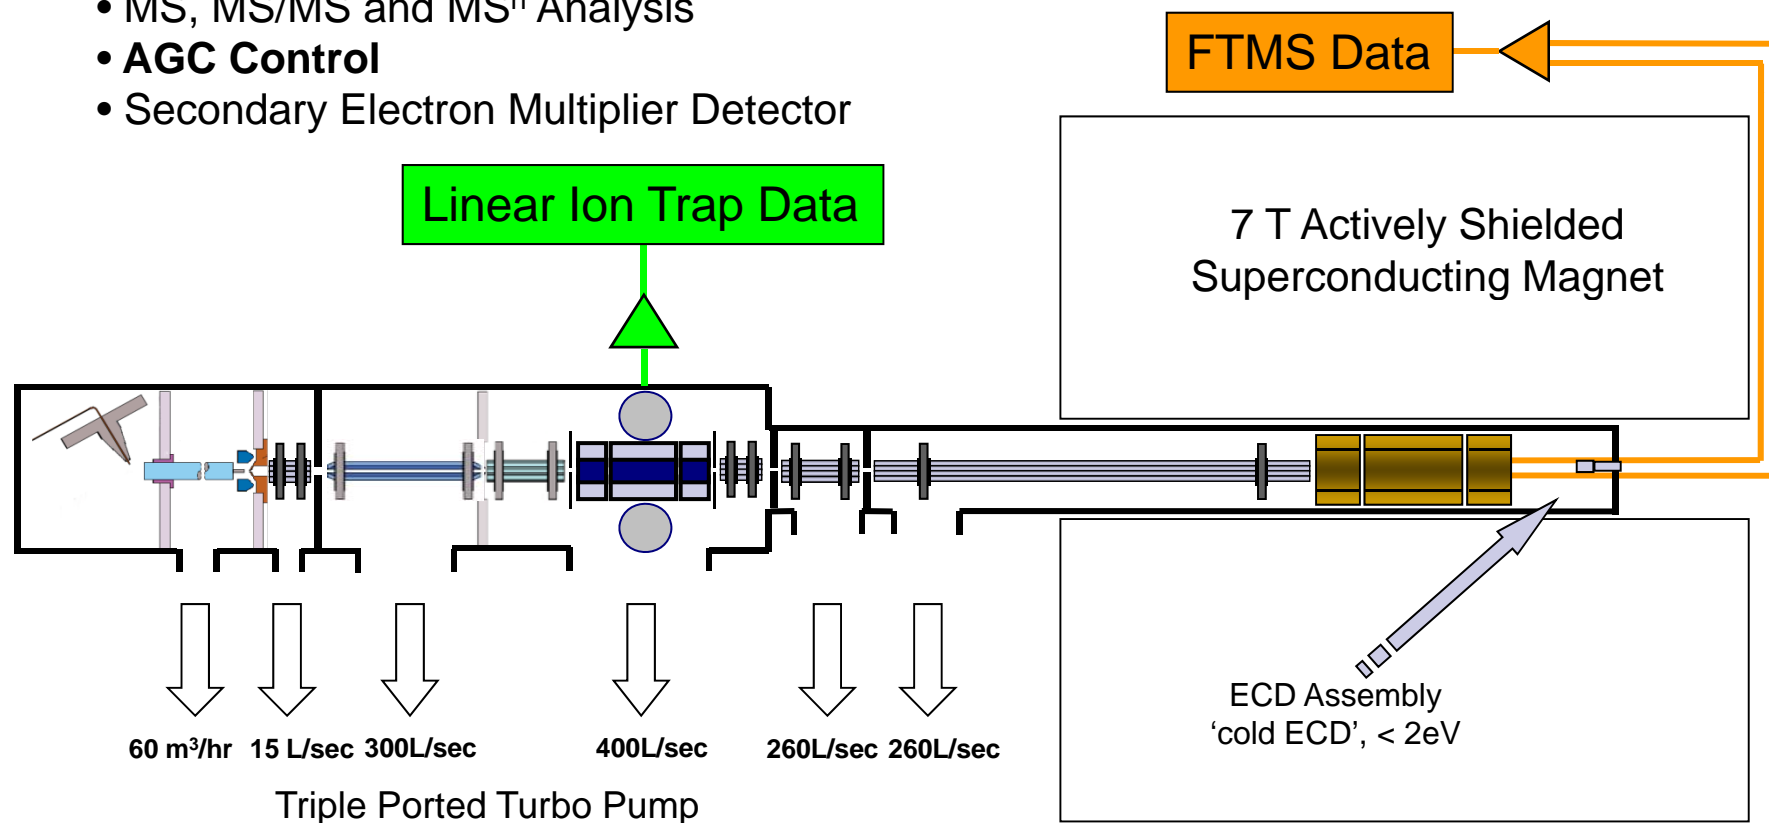 • MS, MS/MS and MSⁿ Analysis
• AGC Control
• Secondary Electron Multiplier Detector
FTMS Data
Linear Ion Trap Data
7 T Actively Shielded
Superconducting Magnet
ECD Assembly
‘cold ECD’, < 2eV
60 m³/hr 15 L/sec 300L/sec 400L/sec 260L/sec 260L/sec
Triple Ported Turbo Pump